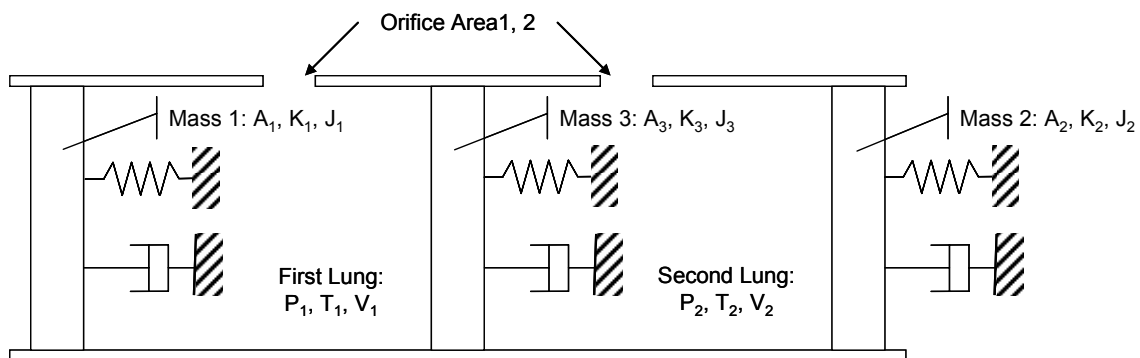 Orifice Area1, 2
Mass 1: A₁, K₁, J₁
Mass 3: A₃, K₃, J₃
Mass 2: A₂, K₂, J₂
First Lung:
P₁, T₁, V₁
Second Lung:
P₂, T₂, V₂